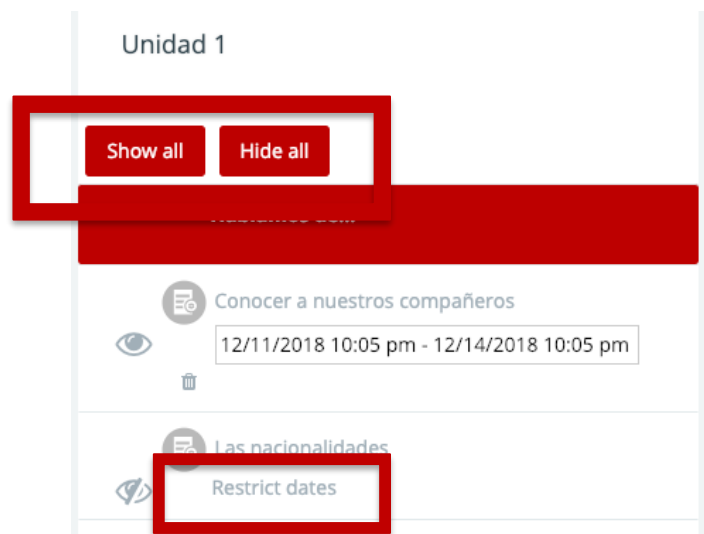 Unidad 1
Show all Hide all
Conocer a nuestros compañeros
12/11/2018 10:05 pm - 12/14/2018 10:05 pm
Las nacionalidades
Restrict dates